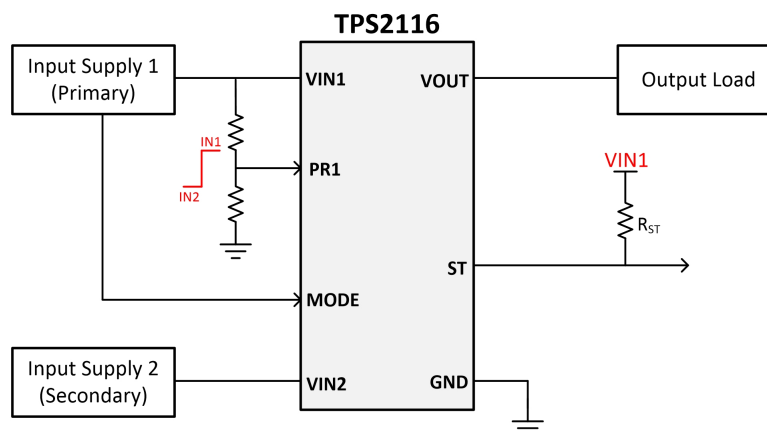 TPS2116
Input Supply 1
(Primary)
VIN1
VOUT
Output Load
IN1
IN2
PR1
VIN1
R_ST
ST
MODE
Input Supply 2
(Secondary)
VIN2
GND